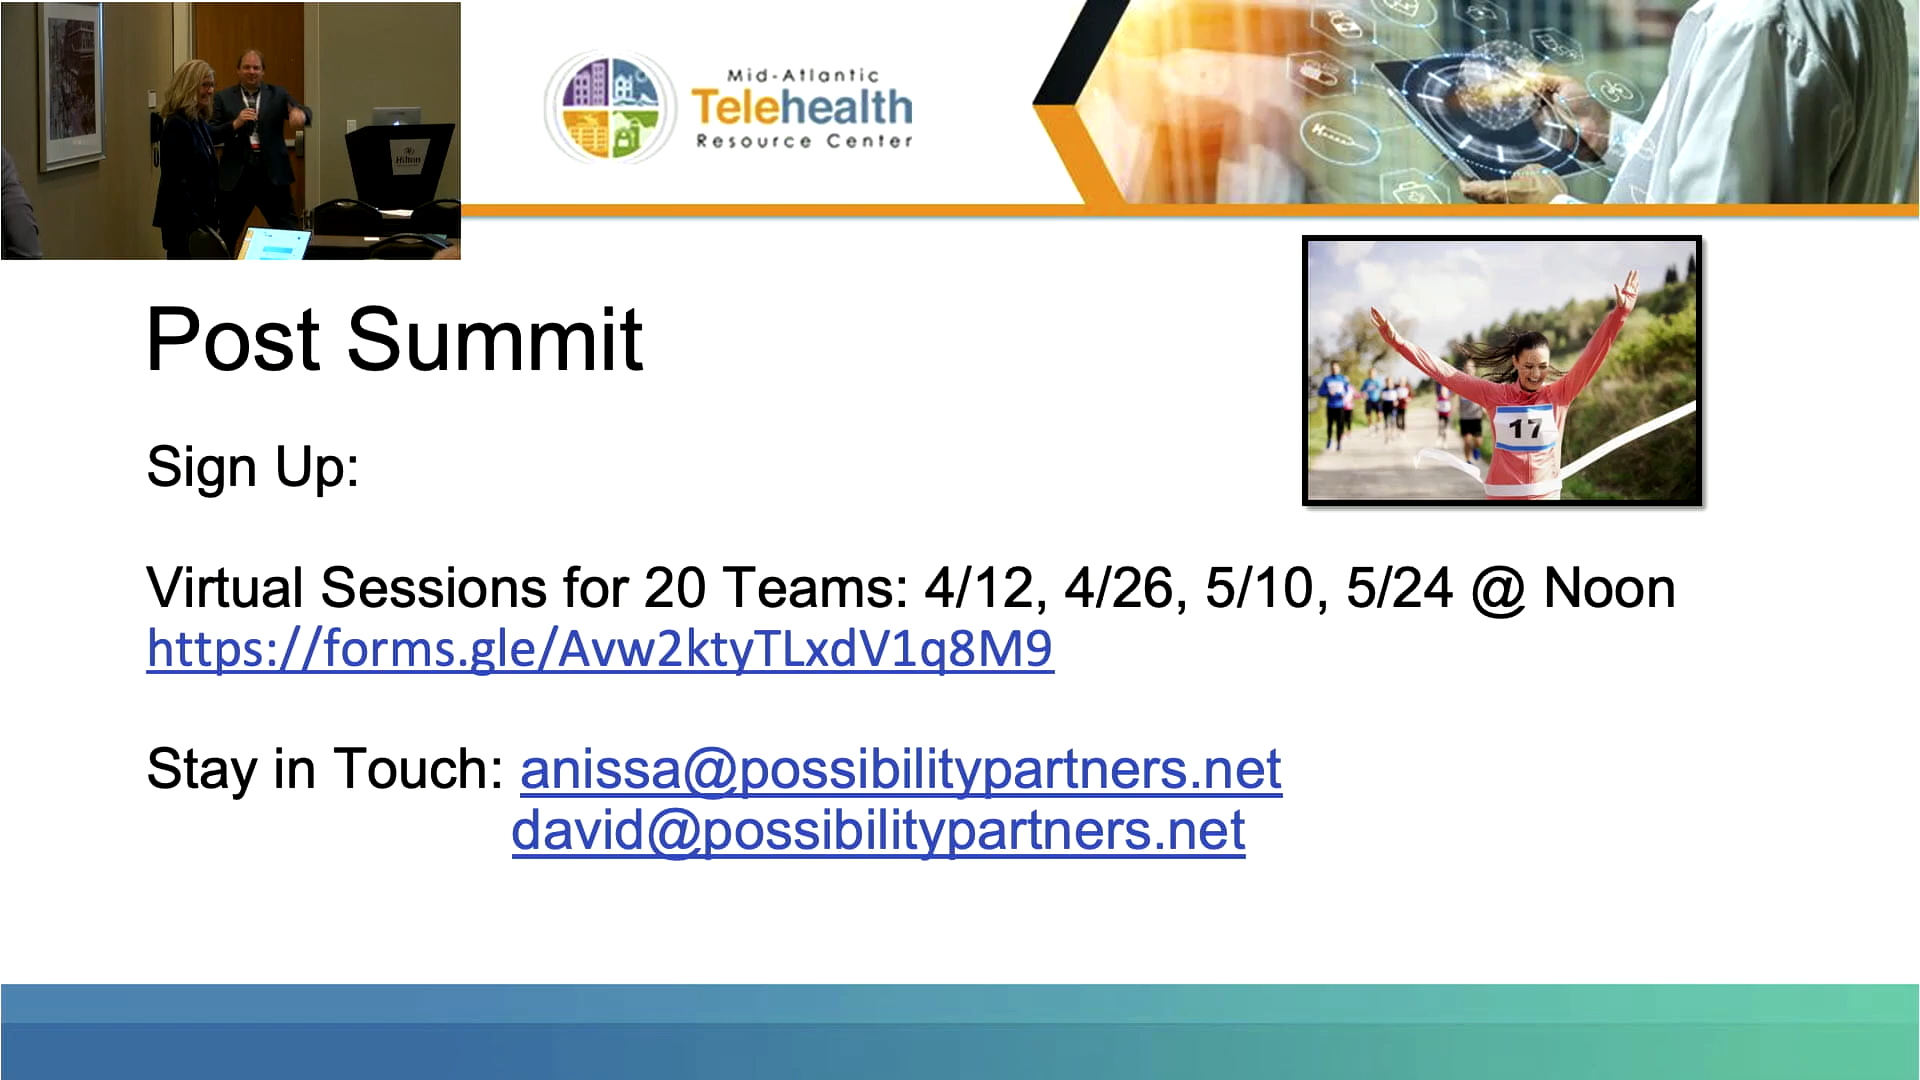 Hilton
Mid-Atlantic
Telehealth
Resource Center
Post Summit
17
Sign Up:
Virtual Sessions for 20 Teams: 4/12, 4/26, 5/10, 5/24 @ Noon
https://forms.gle/Avw2ktyTLxdV1q8M9
Stay in Touch: anissa@possibilitypartners.net
david@possibilitypartners.net